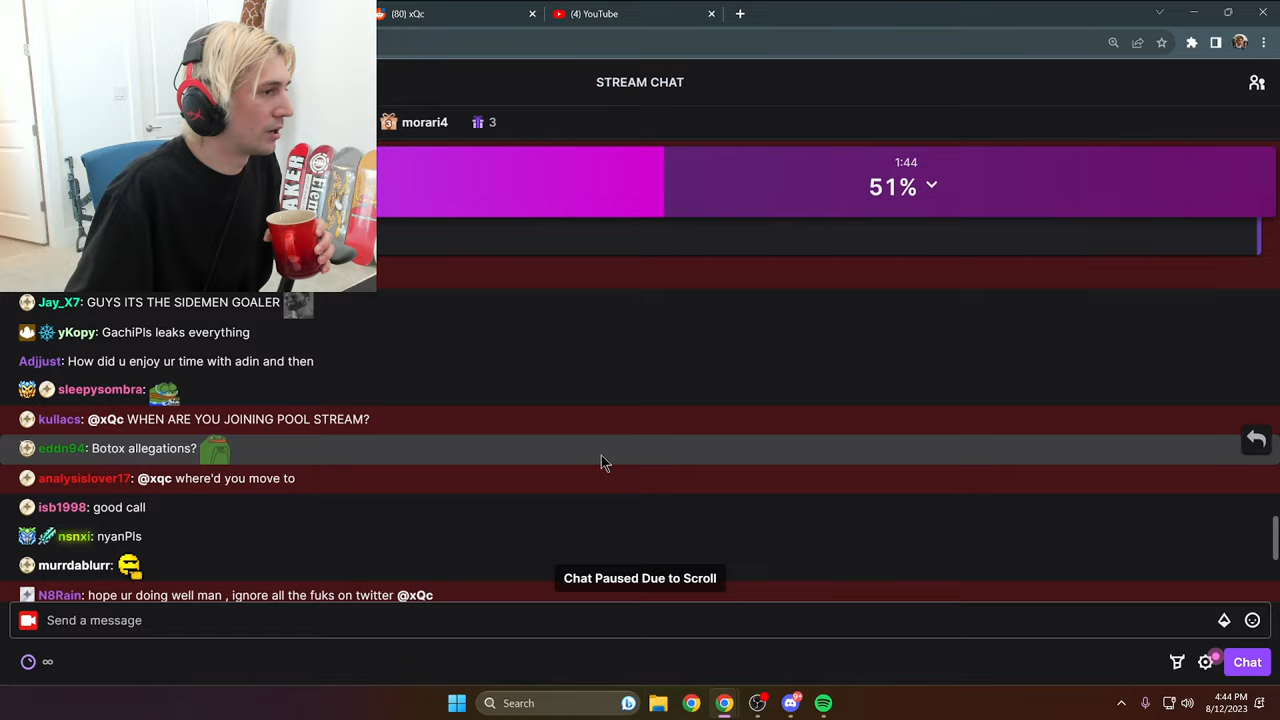 (80) xQc
(4) YouTube
STREAM CHAT
3 morari4 3
1:44
51%
Jay_X7: GUYS ITS THE SIDEMEN GOALER
yKopy: GachiPls leaks everything
Adjjust: How did u enjoy ur time with adin and then
sleepysombra:
kullacs: @xQc WHEN ARE YOU JOINING POOL STREAM?
eddn94: Botox allegations?
analysislover17: @xqc where'd you move to
isb1998: good call
nsnxi: nyanPls
murrdablurr:
Chat Paused Due to Scroll
N8Rain: hope ur doing well man , ignore all the fuks on twitter @xQc
Send a message
Chat
Search
4:44 PM
8/12/2023